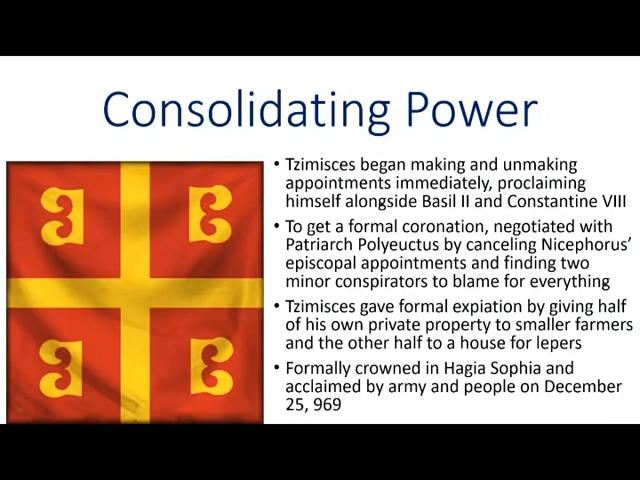 Consolidating Power
• Tzimisces began making and unmaking
appointments immediately, proclaiming
himself alongside Basil II and Constantine VIII
• To get a formal coronation, negotiated with
Patriarch Polyeuctus by canceling Nicephorus’
episcopal appointments and finding two
minor conspirators to blame for everything
• Tzimisces gave formal expiation by giving half
of his own private property to smaller farmers
and the other half to a house for lepers
• Formally crowned in Hagia Sophia and
acclaimed by army and people on December
25, 969